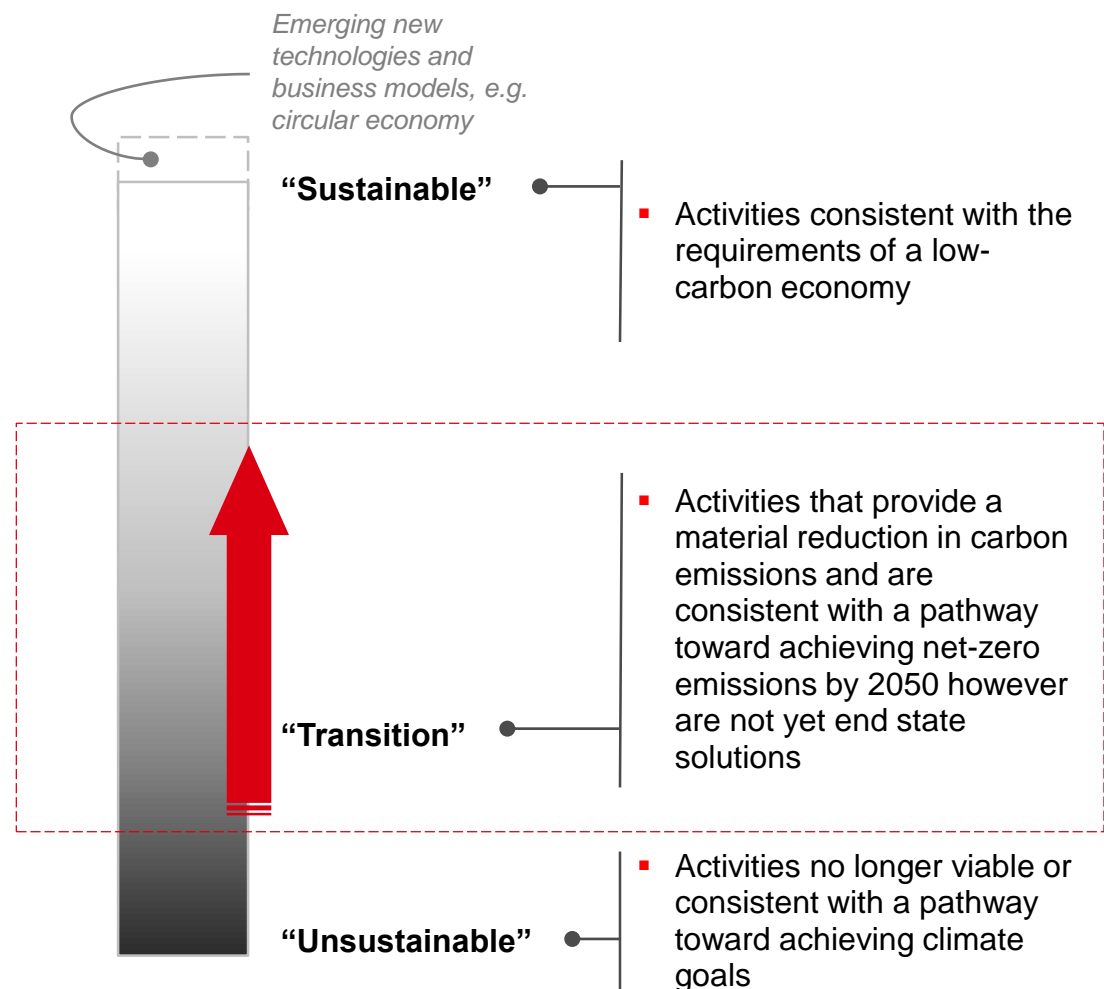 Emerging new
technologies and
business models, e.g.
circular economy
“Sustainable”
▪ Activities consistent with the
requirements of a low-
carbon economy
▪ Activities that provide a
material reduction in carbon
emissions and are
consistent with a pathway
toward achieving net-zero
emissions by 2050 however
are not yet end state
solutions
“Transition”
▪ Activities no longer viable or
consistent with a pathway
toward achieving climate
goals
“Unsustainable”